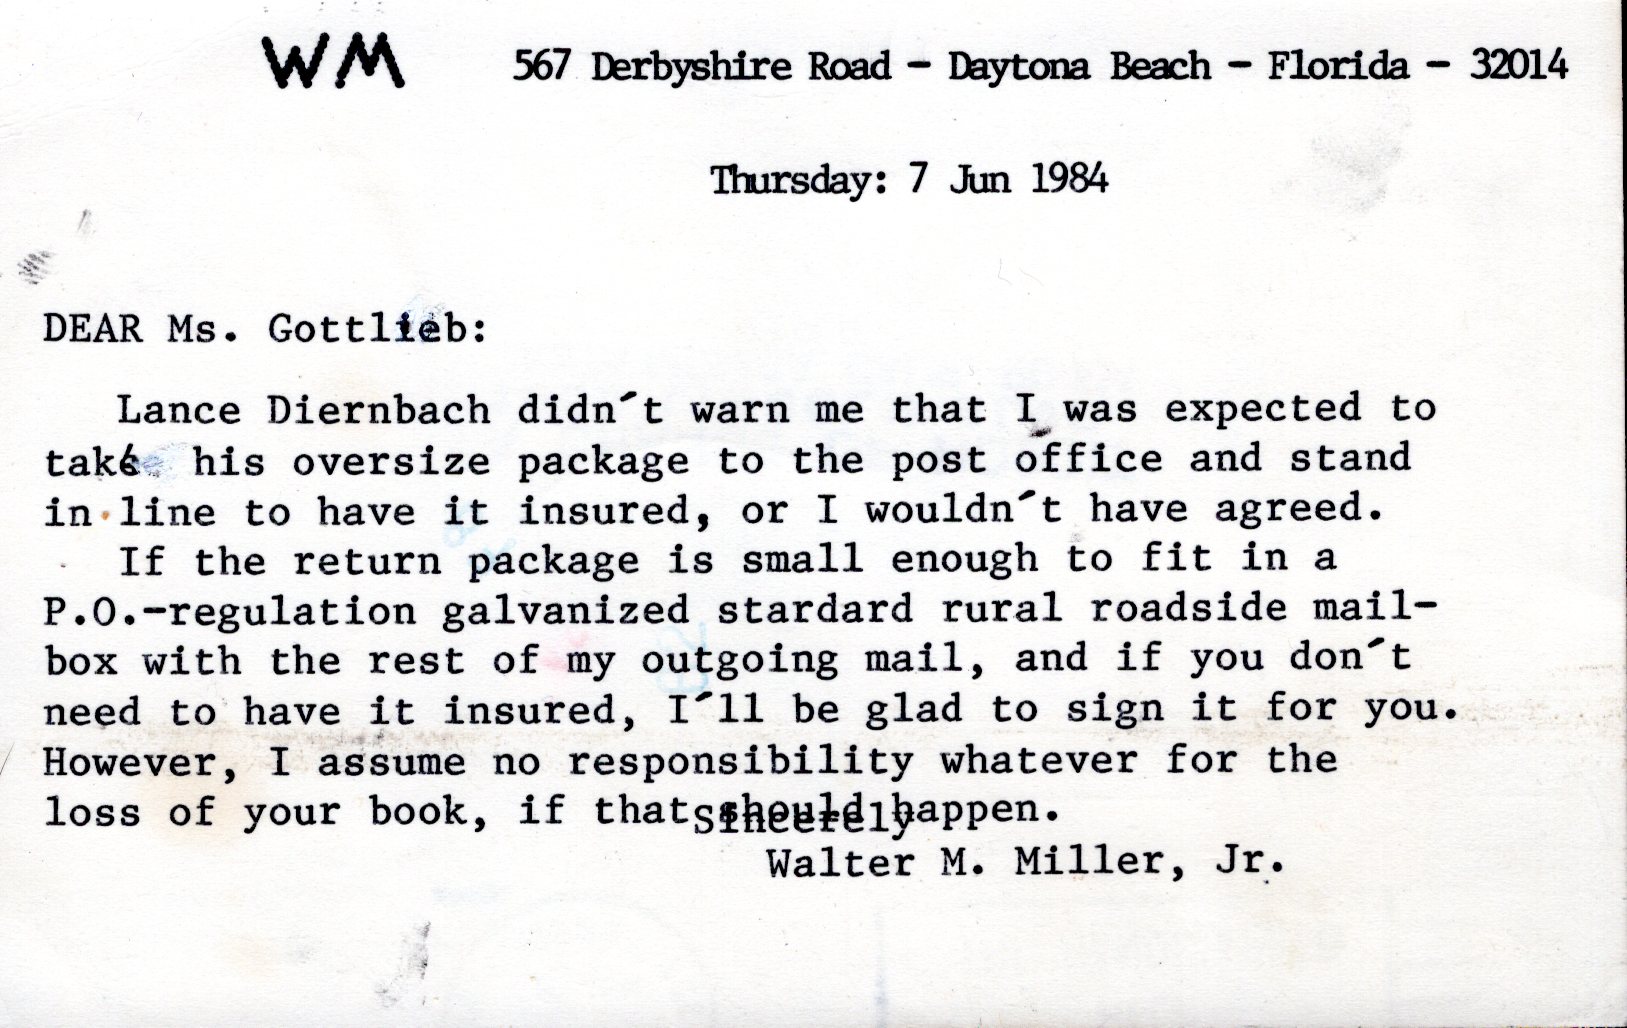 WM 567 Derbyshire Road - Daytona Beach - Florida - 32014
Thursday: 7 Jun 1984
DEAR Ms. Gottlieb:
Lance Diernbach didn´t warn me that I was expected to
take his oversize package to the post office and stand
in line to have it insured, or I wouldn´t have agreed.
If the return package is small enough to fit in a
P.O.-regulation galvanized stardard rural roadside mail-
box with the rest of my outgoing mail, and if you don´t
need to have it insured, I´ll be glad to sign it for you.
However, I assume no responsibility whatever for the
loss of your book, if that should happen.
Sincerely
Walter M. Miller, Jr.